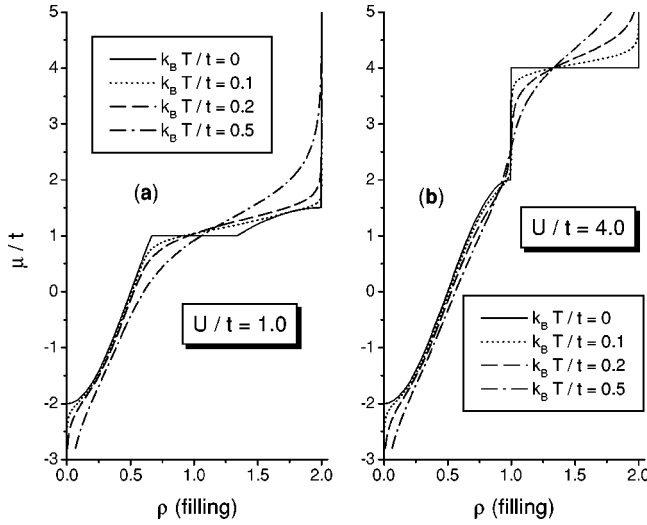 k_B T / t = 0
k_B T / t = 0.1
k_B T / t = 0.2
k_B T / t = 0.5
(a)
U / t = 1.0
5
4
3
2
1
0
-1
-2
-3
μ / t
0.0 0.5 1.0 1.5 2.0
ρ (filling)
(b)
U / t = 4.0
k_B T / t = 0
k_B T / t = 0.1
k_B T / t = 0.2
k_B T / t = 0.5
5
4
3
2
1
0
-1
-2
-3
0.0 0.5 1.0 1.5 2.0
ρ (filling)